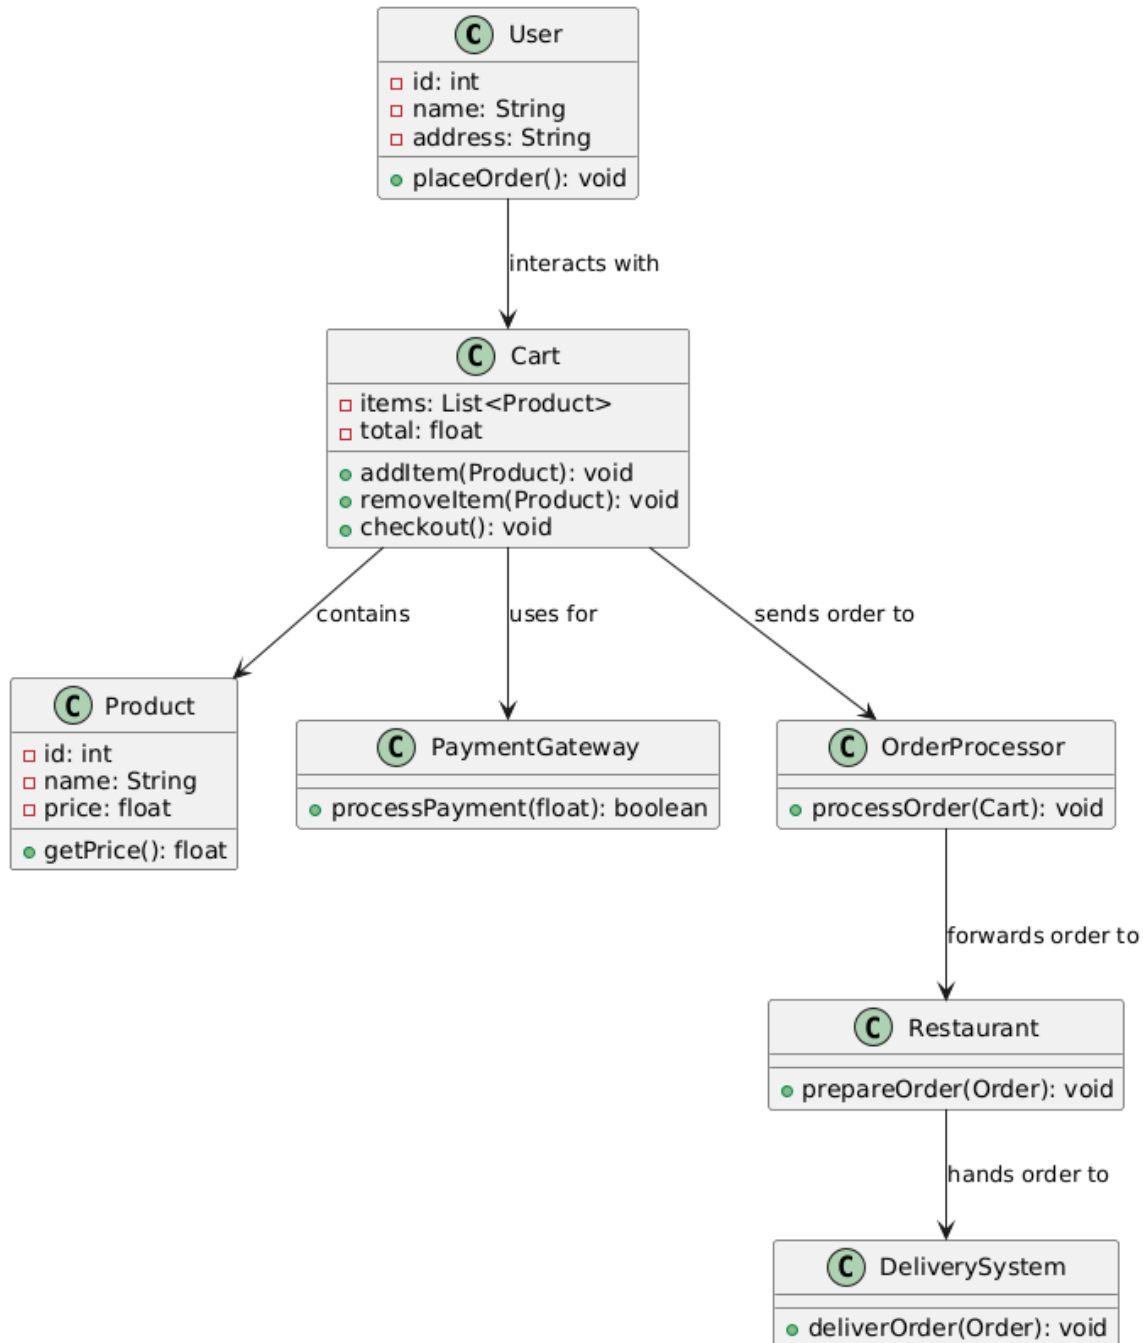 C User
id: int
name: String
address: String
placeOrder(): void
interacts with
C Cart
items: List<Product>
total: float
addItem(Product): void
removeItem(Product): void
checkout(): void
contains
uses for
sends order to
C Product
id: int
name: String
price: float
getPrice(): float
C PaymentGateway
processPayment(float): boolean
C OrderProcessor
processOrder(Cart): void
forwards order to
C Restaurant
prepareOrder(Order): void
hands order to
C DeliverySystem
deliverOrder(Order): void